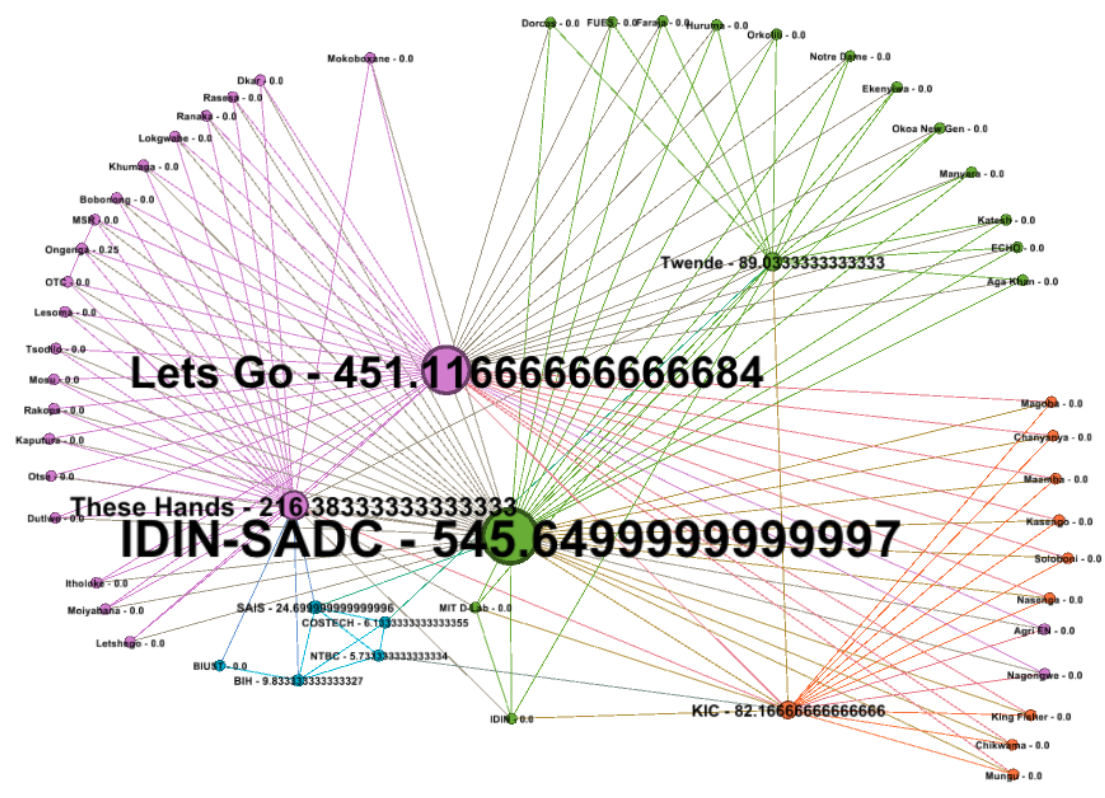 Dorcas - 0.0
FUES - 0.0
Faraja - 0.0
Huruma - 0.0
Orkolili - 0.0
Mokoboxane - 0.0
Notre Dame - 0.0
Dkar - 0.0
Ekenywa - 0.0
Rasesa - 0.0
Ranaka - 0.0
Okoa New Gen - 0.0
Lokgwabe - 0.0
Khumaga - 0.0
Manyara - 0.0
Bobonong - 0.0
MSR - 0.0
Katesh - 0.0
Ongenga - 0.25
ECHO - 0.0
Twende - 89.0333333333333
OTC - 0.0
Aga Khan - 0.0
Lesoma - 0.0
Tsodilo - 0.0
Lets Go - 451.11666666666684
Mosu - 0.0
Magoba - 0.0
Rakops - 0.0
Chanyanya - 0.0
Kaputura - 0.0
Otse - 0.0
Maamba - 0.0
These Hands - 216.38333333333333
Dutlwe - 0.0
Kasengo - 0.0
IDIN-SADC - 545.6499999999997
Soloboni - 0.0
Itholoke - 0.0
Nasenga - 0.0
SAIS - 24.699999999999996
MIT D-Lab - 0.0
Moiyabana - 0.0
COSTECH - 6.1333333333333355
Agri EN - 0.0
Letshego - 0.0
NTBC - 5.733333333333334
BIUST - 0.0
Nagongwe - 0.0
BIH - 9.833333333333327
KIC - 82.16666666666666
King Fisher - 0.0
IDIN - 0.0
Chikwama - 0.0
Mungu - 0.0